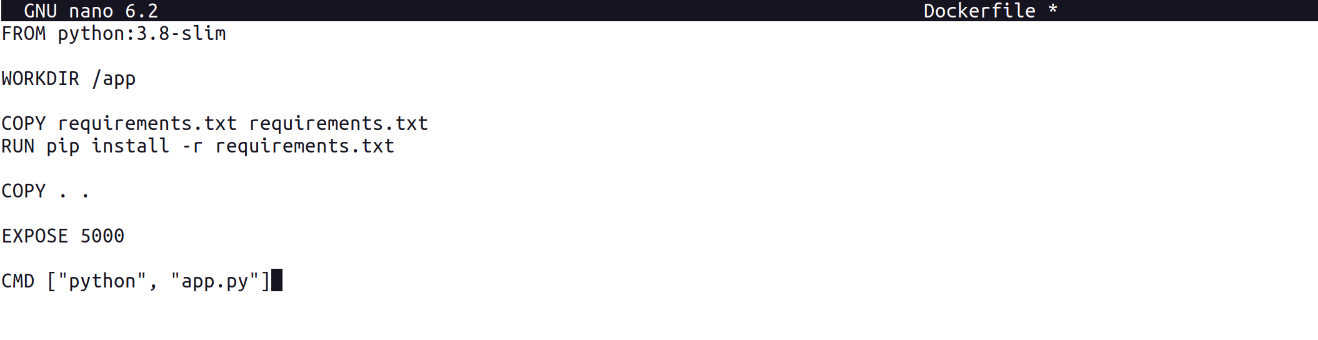 GNU nano 6.2 Dockerfile *
FROM python:3.8-slim
WORKDIR /app
COPY requirements.txt requirements.txt
RUN pip install -r requirements.txt
COPY . .
EXPOSE 5000
CMD ["python", "app.py"]